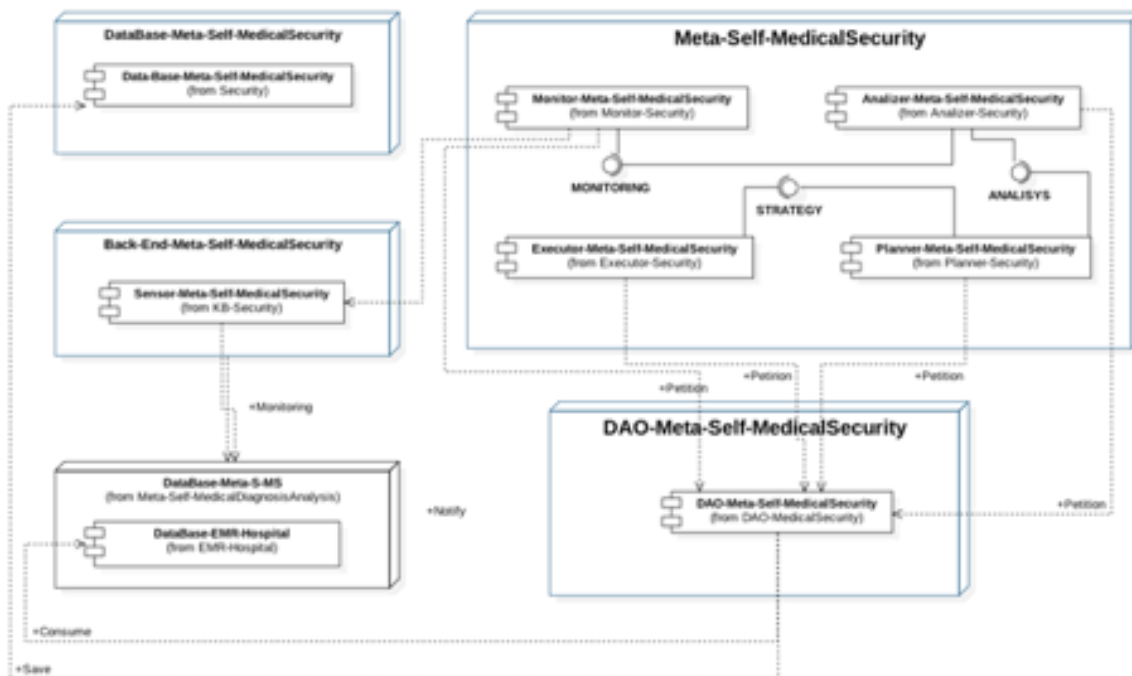 DataBase-Meta-Self-MedicalSecurity
Data-Base-Meta-Self-MedicalSecurity
(from Security)
Meta-Self-MedicalSecurity
Monitor-Meta-Self-MedicalSecurity
(from Monitor-Security)
Analizer-Meta-Self-MedicalSecurity
(from Analizer-Security)
MONITORING
STRATEGY
ANALISYS
Executor-Meta-Self-MedicalSecurity
(from Executor-Security)
Planner-Meta-Self-MedicalSecurity
(from Planner-Security)
Back-End-Meta-Self-MedicalSecurity
Sensor-Meta-Self-MedicalSecurity
(from KB-Security)
+Monitoring
+Petition
+Petinion
+Petition
DataBase-Meta-S-MS
(from Meta-Self-MedicalDiagnosisAnalysis)
DataBase-EMR-Hospital
(from EMR-Hospital)
+Notify
DAO-Meta-Self-MedicalSecurity
DAO-Meta-Self-MedicalSecurity
(from DAO-MedicalSecurity)
+Petition
+Consume
+Save